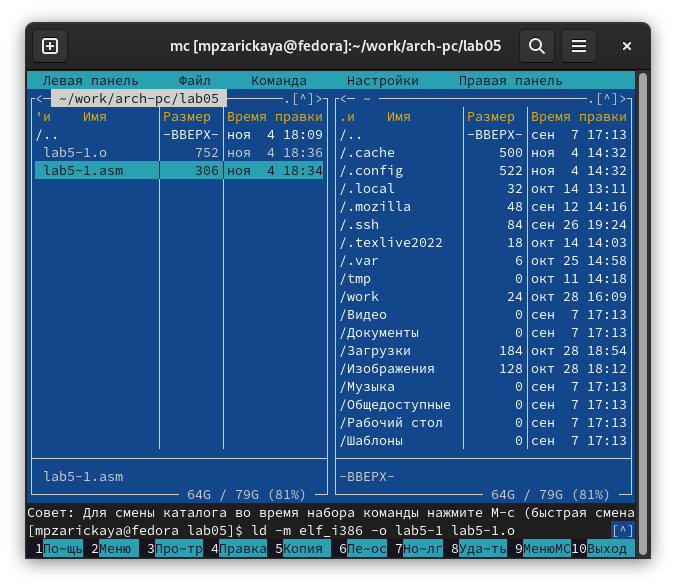 mc [mpzarickaya@fedora]:~/work/arch-pc/lab05
Левая панель Файл Команда Настройки Правая панель
<─ ~/work/arch-pc/lab05 ─.[^]>
'и Имя Размер Время правки
/.. -ВВЕРХ- ноя 4 18:09
lab5-1.o 752 ноя 4 18:36
lab5-1.asm 306 ноя 4 18:34
lab5-1.asm
64G / 79G (81%)
<─ ~ ─.[^]>
.и Имя Размер Время правки
/.. -ВВЕРХ- сен 7 17:13
/.cache 500 ноя 4 14:32
/.config 522 ноя 4 14:32
/.local 32 окт 14 13:11
/.mozilla 48 сен 12 14:16
/.ssh 84 сен 26 19:24
/.texlive2022 18 окт 14 14:03
/.var 6 окт 25 14:58
/tmp 0 окт 11 14:18
/work 24 окт 28 16:09
/Видео 0 сен 7 17:13
/Документы 0 сен 7 17:13
/Загрузки 184 окт 28 18:54
/Изображения 128 окт 28 18:12
/Музыка 0 сен 7 17:13
/Общедоступные 0 сен 7 17:13
/Рабочий стол 0 сен 7 17:13
/Шаблоны 0 сен 7 17:13
-ВВЕРХ-
64G / 79G (81%)
Совет: Для смены каталога во время набора команды нажмите M-c (быстрая смена
[mpzarickaya@fedora lab05]$ ld -m elf_i386 -o lab5-1 lab5-1.o [^]
1По~щь 2Меню 3Про~тр 4Правка 5Копия 6Пе~ос 7Но~лг 8Уда~ть 9МенюМС 10Выход